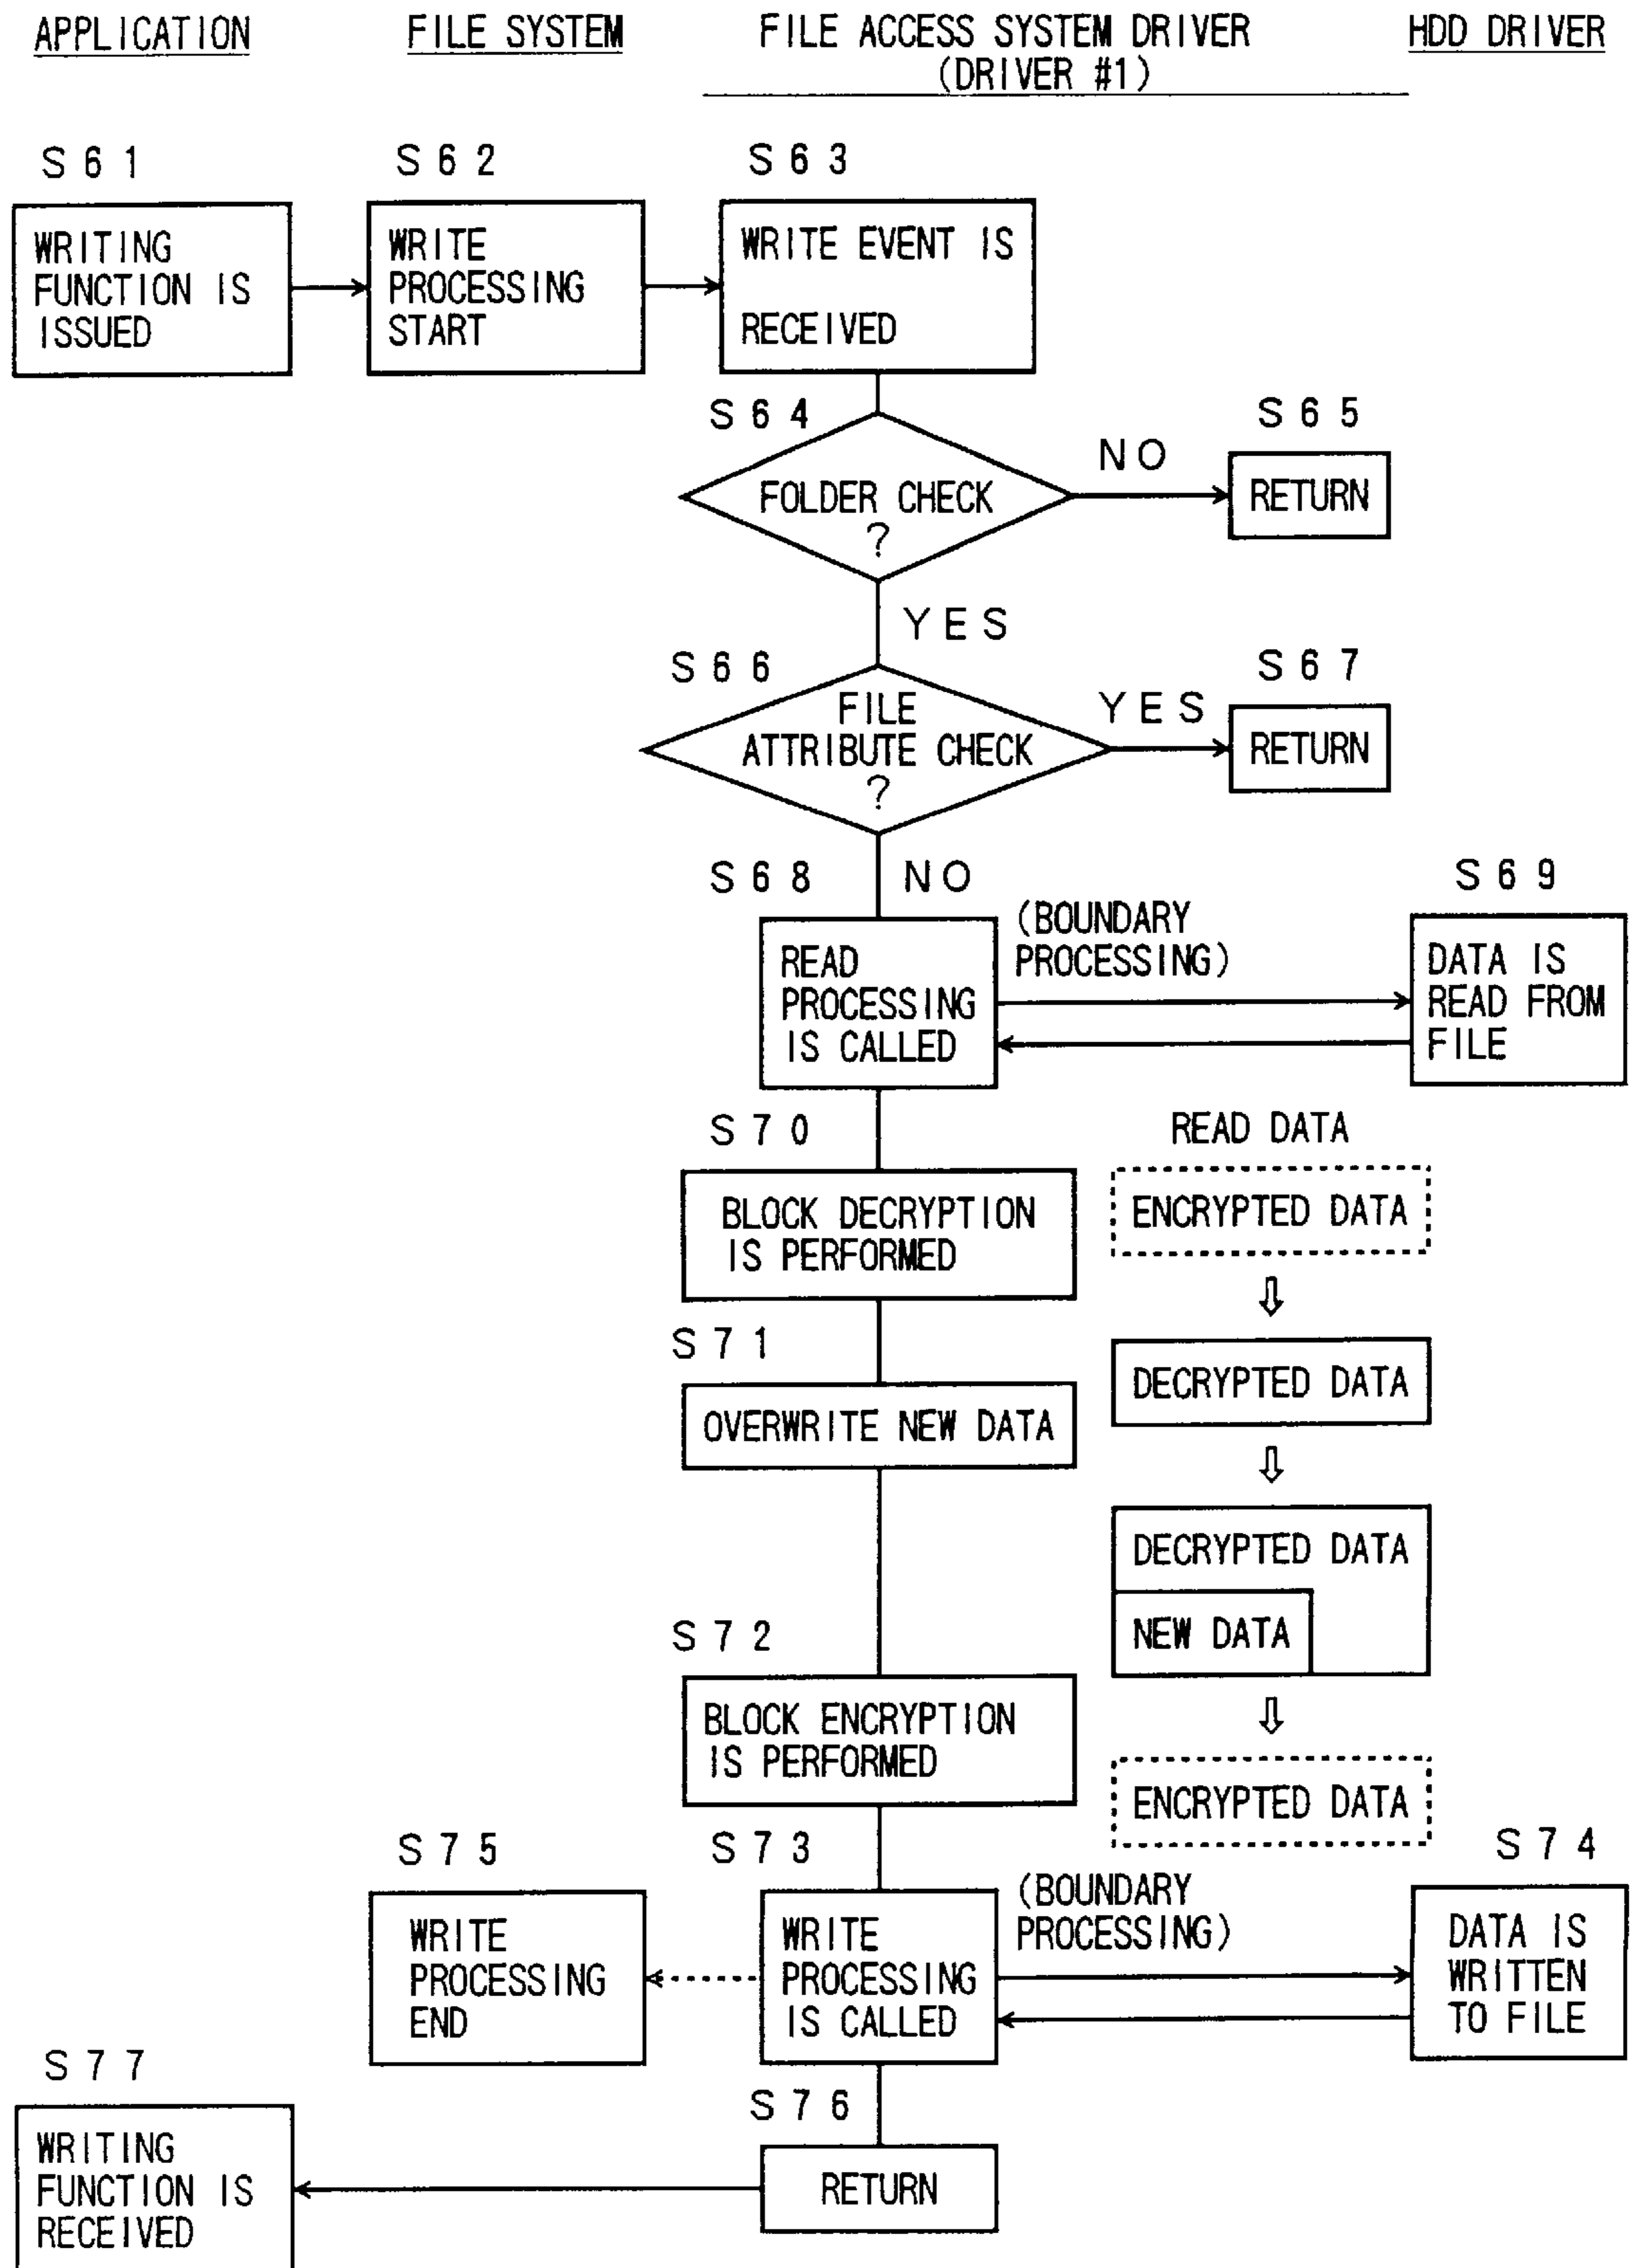 APPLICATION
FILE SYSTEM
FILE ACCESS SYSTEM DRIVER
(DRIVER #1)
HDD DRIVER
S61
WRITING
FUNCTION IS
ISSUED
S62
WRITE
PROCESSING
START
S63
WRITE EVENT IS
RECEIVED
S64
FOLDER CHECK
?
NO
S65
RETURN
YES
S66
FILE
ATTRIBUTE CHECK
?
YES
S67
RETURN
NO
S68
READ
PROCESSING
IS CALLED
(BOUNDARY
PROCESSING)
S69
DATA IS
READ FROM
FILE
S70
BLOCK DECRYPTION
IS PERFORMED
READ DATA
ENCRYPTED DATA
⇩
S71
OVERWRITE NEW DATA
DECRYPTED DATA
⇩
DECRYPTED DATA
NEW DATA
⇩
S72
BLOCK ENCRYPTION
IS PERFORMED
ENCRYPTED DATA
S73
WRITE
PROCESSING
IS CALLED
(BOUNDARY
PROCESSING)
S74
DATA IS
WRITTEN
TO FILE
S75
WRITE
PROCESSING
END
S76
RETURN
S77
WRITING
FUNCTION IS
RECEIVED